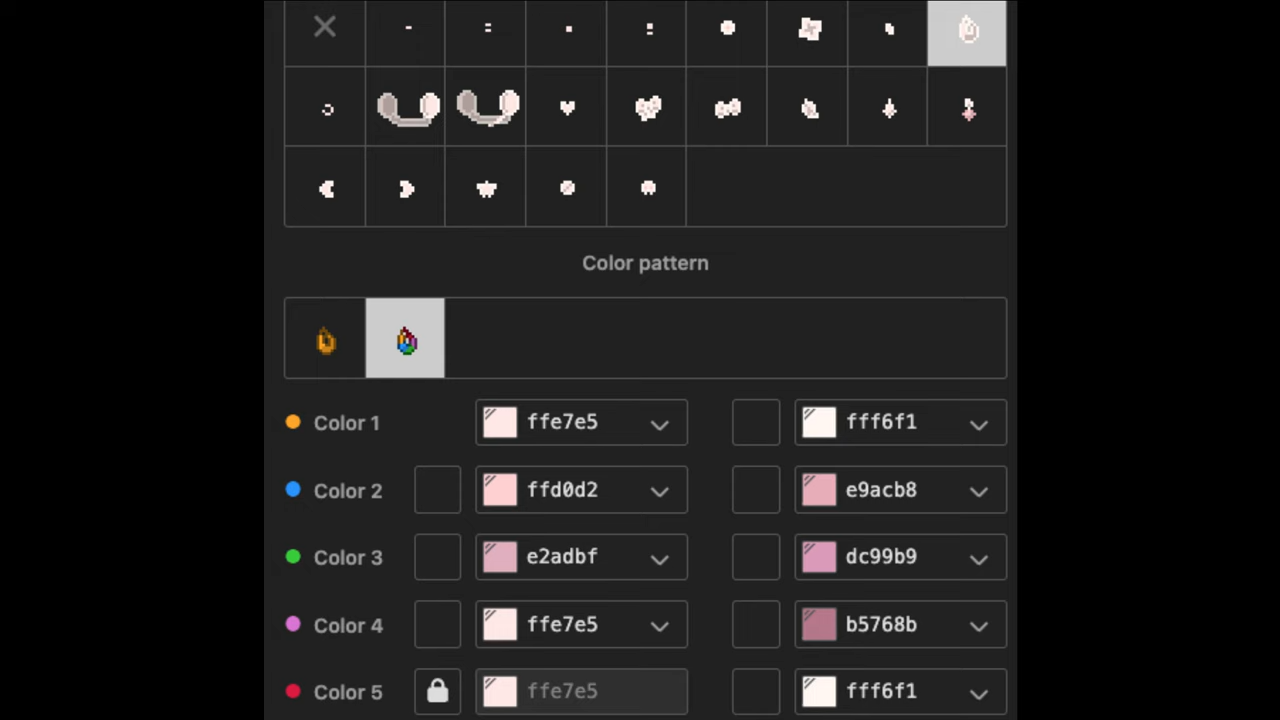 Color pattern
Color 1 ffe7e5 fff6f1
Color 2 ffd0d2 e9acb8
Color 3 e2adbf dc99b9
Color 4 ffe7e5 b5768b
Color 5 ffe7e5 fff6f1